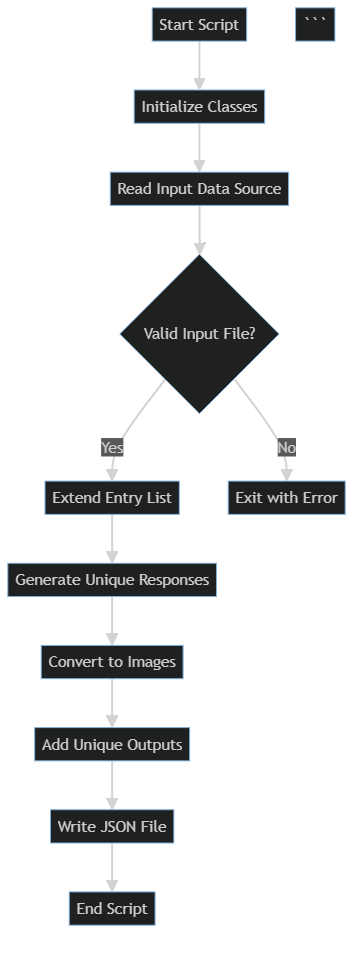 Start Script
```
Initialize Classes
Read Input Data Source
Valid Input File?
Yes
No
Extend Entry List
Exit with Error
Generate Unique Responses
Convert to Images
Add Unique Outputs
Write JSON File
End Script